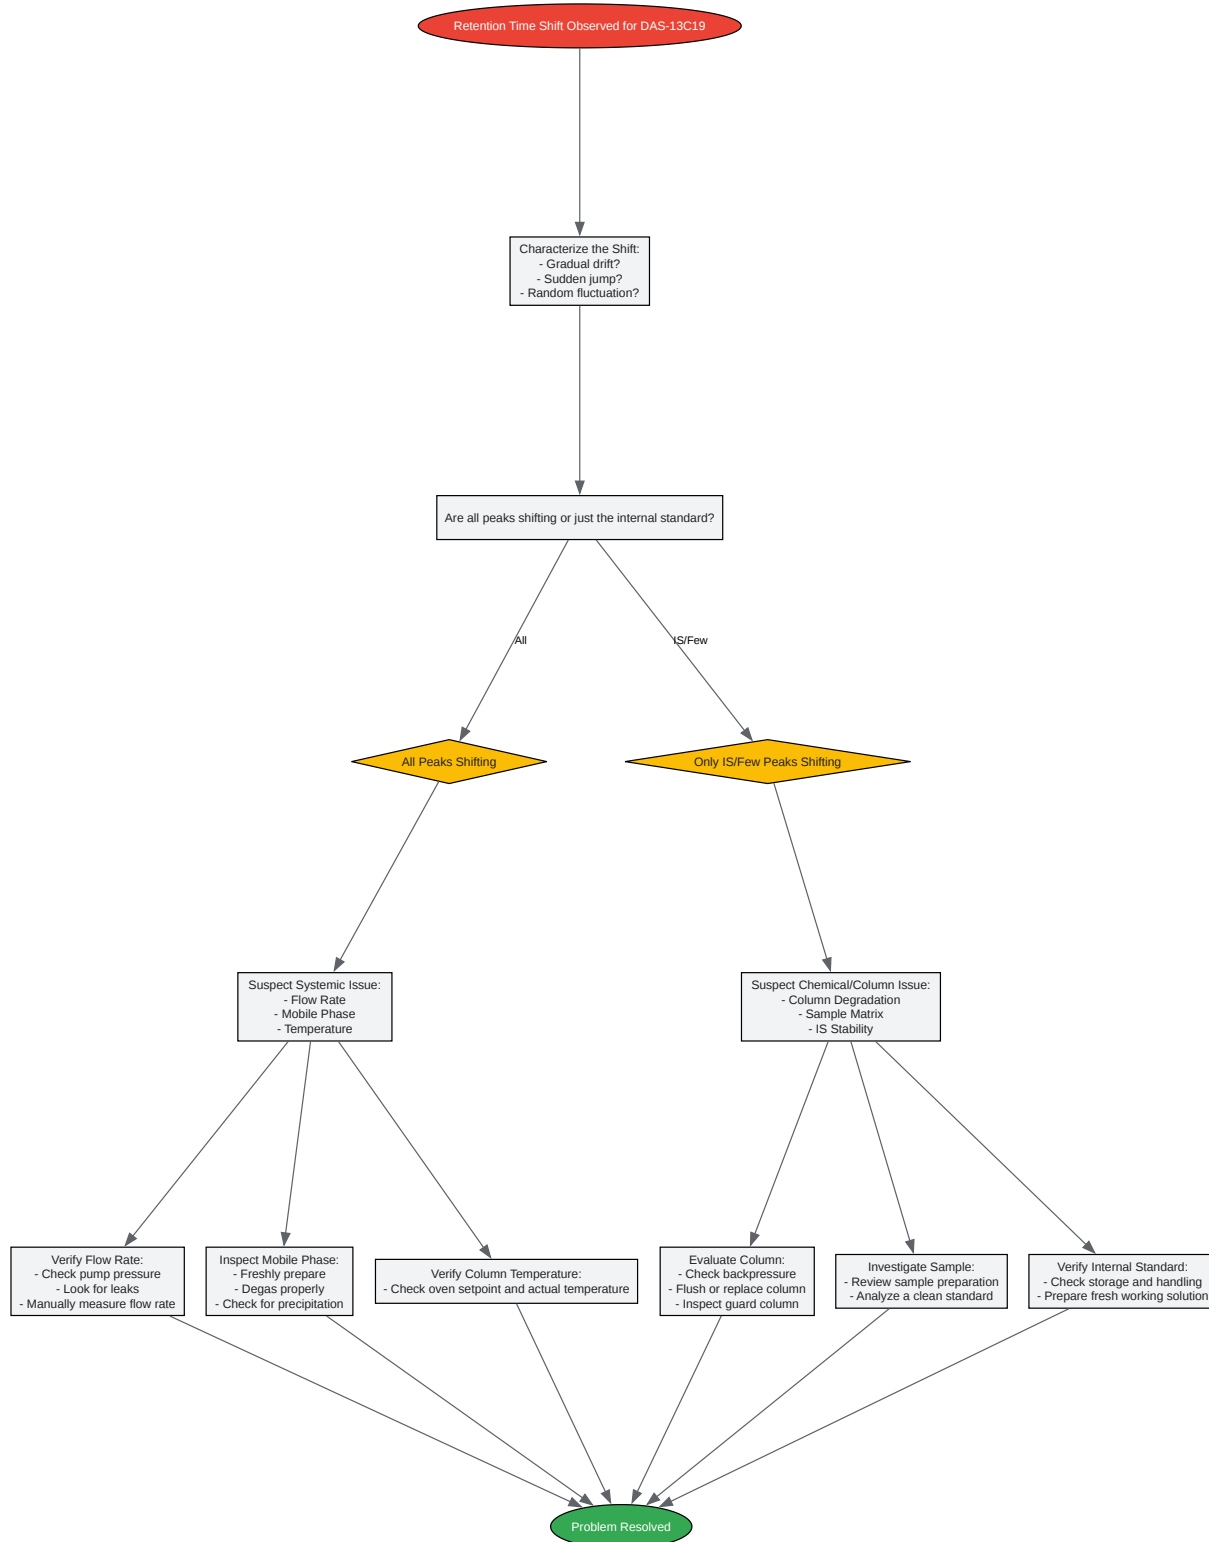 Retention Time Shift Observed for DAS-13C19
Characterize the Shift:
- Gradual drift?
- Sudden jump?
- Random fluctuation?
Are all peaks shifting or just the internal standard?
All
IS/Few
All Peaks Shifting
Only IS/Few Peaks Shifting
Suspect Systemic Issue:
- Flow Rate
- Mobile Phase
- Temperature
Suspect Chemical/Column Issue:
- Column Degradation
- Sample Matrix
- IS Stability
Verify Flow Rate:
- Check pump pressure
- Look for leaks
- Manually measure flow rate
Inspect Mobile Phase:
- Freshly prepare
- Degas properly
- Check for precipitation
Verify Column Temperature:
- Check oven setpoint and actual temperature
Evaluate Column:
- Check backpressure
- Flush or replace column
- Inspect guard column
Investigate Sample:
- Review sample preparation
- Analyze a clean standard
Verify Internal Standard:
- Check storage and handling
- Prepare fresh working solution
Problem Resolved